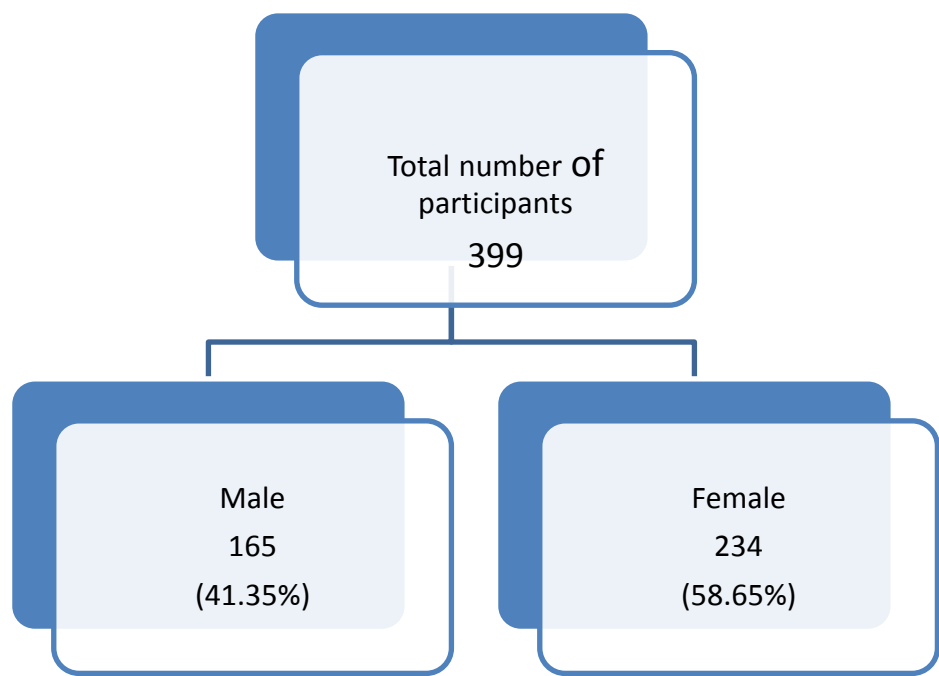 Total number of
participants
399
Male
165
(41.35%)
Female
234
(58.65%)